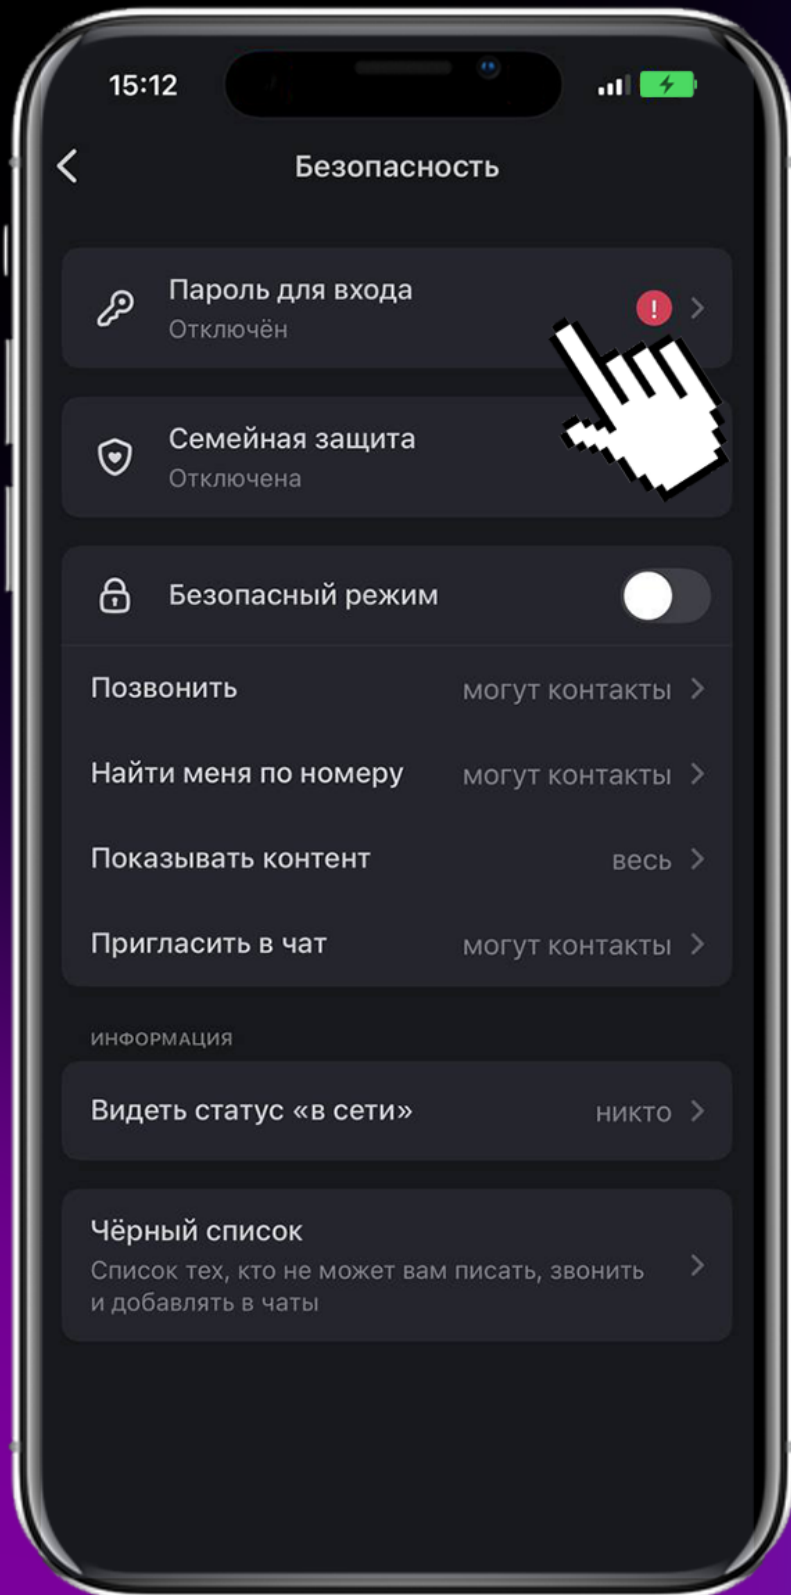 15:12
Безопасность
Пароль для входа
Отключён
!
Семейная защита
Отключена
Безопасный режим
Позвонить могут контакты
Найти меня по номеру могут контакты
Показывать контент весь
Пригласить в чат могут контакты
ИНФОРМАЦИЯ
Видеть статус «в сети» никто
Чёрный список
Список тех, кто не может вам писать, звонить
и добавлять в чаты